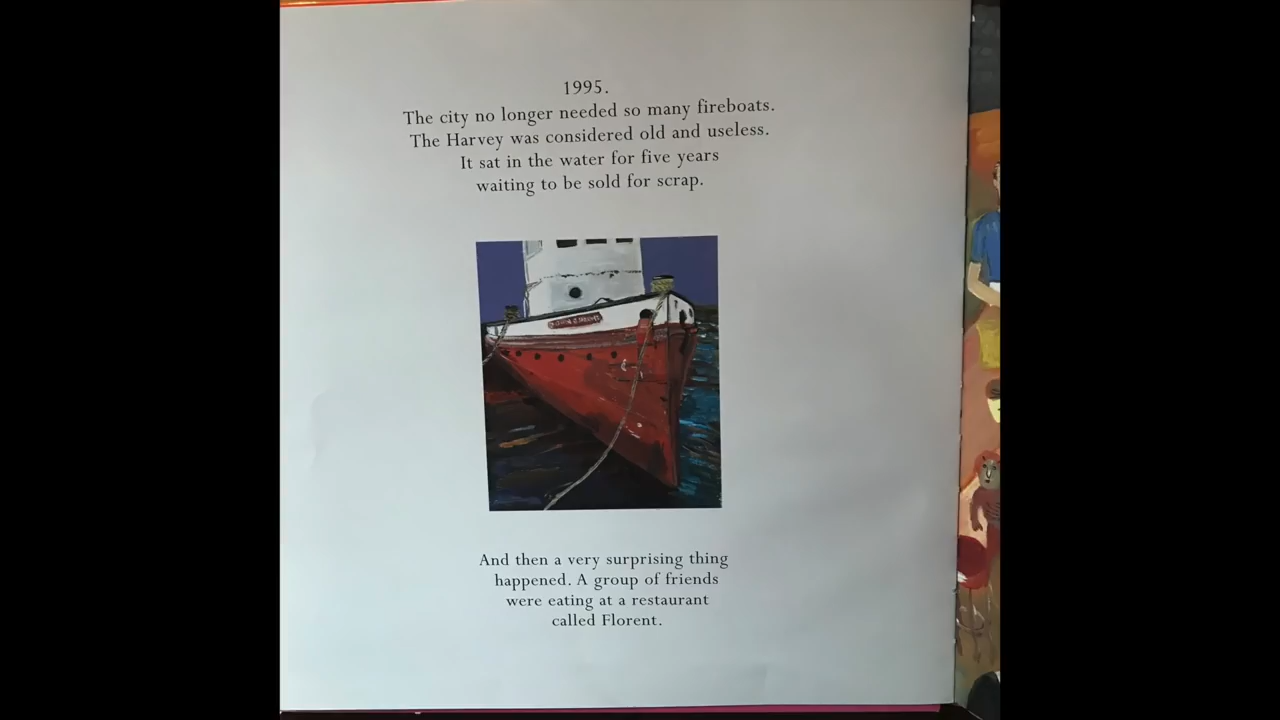 1995.
The city no longer needed so many fireboats.
The Harvey was considered old and useless.
It sat in the water for five years
waiting to be sold for scrap.
And then a very surprising thing
happened. A group of friends
were eating at a restaurant
called Florent.